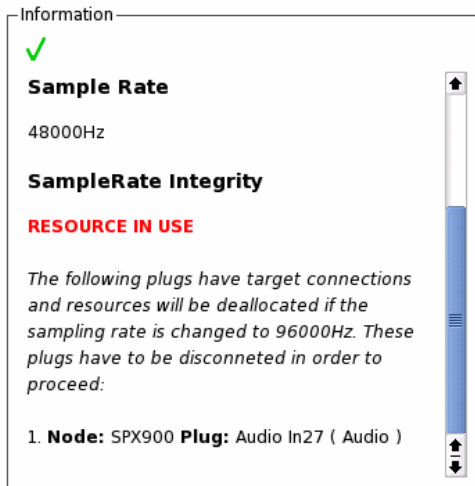 Information
Sample Rate
48000Hz
SampleRate Integrity
RESOURCE IN USE
The following plugs have target connections
and resources will be deallocated if the
sampling rate is changed to 96000Hz. These
plugs have to be disconneted in order to
proceed:
1. Node: SPX900 Plug: Audio In27 ( Audio )